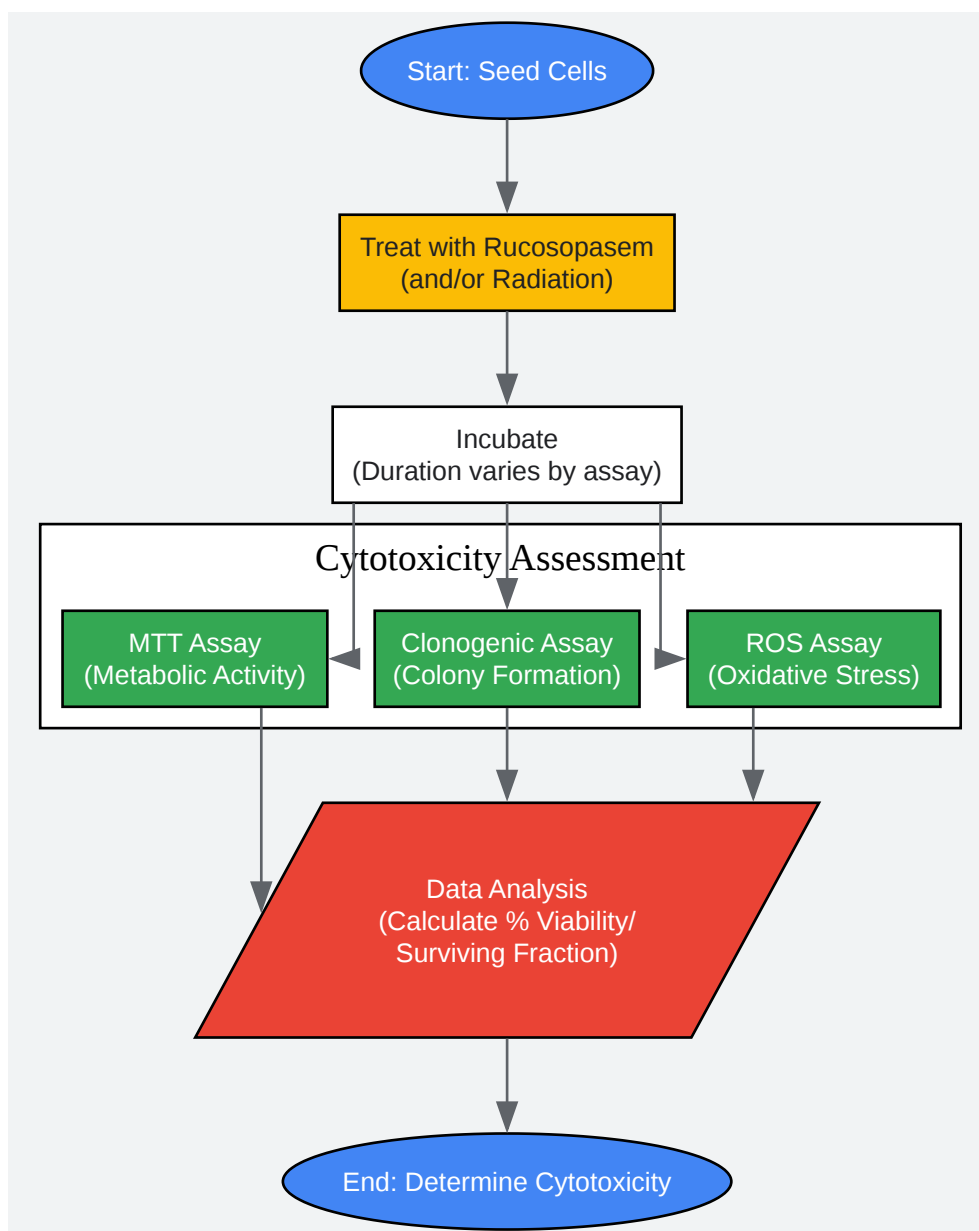 Start: Seed Cells
Treat with Rucosopasem
(and/or Radiation)
Incubate
(Duration varies by assay)
Cytotoxicity Assessment
MTT Assay
(Metabolic Activity)
Clonogenic Assay
(Colony Formation)
ROS Assay
(Oxidative Stress)
Data Analysis
(Calculate % Viability/
Surviving Fraction)
End: Determine Cytotoxicity